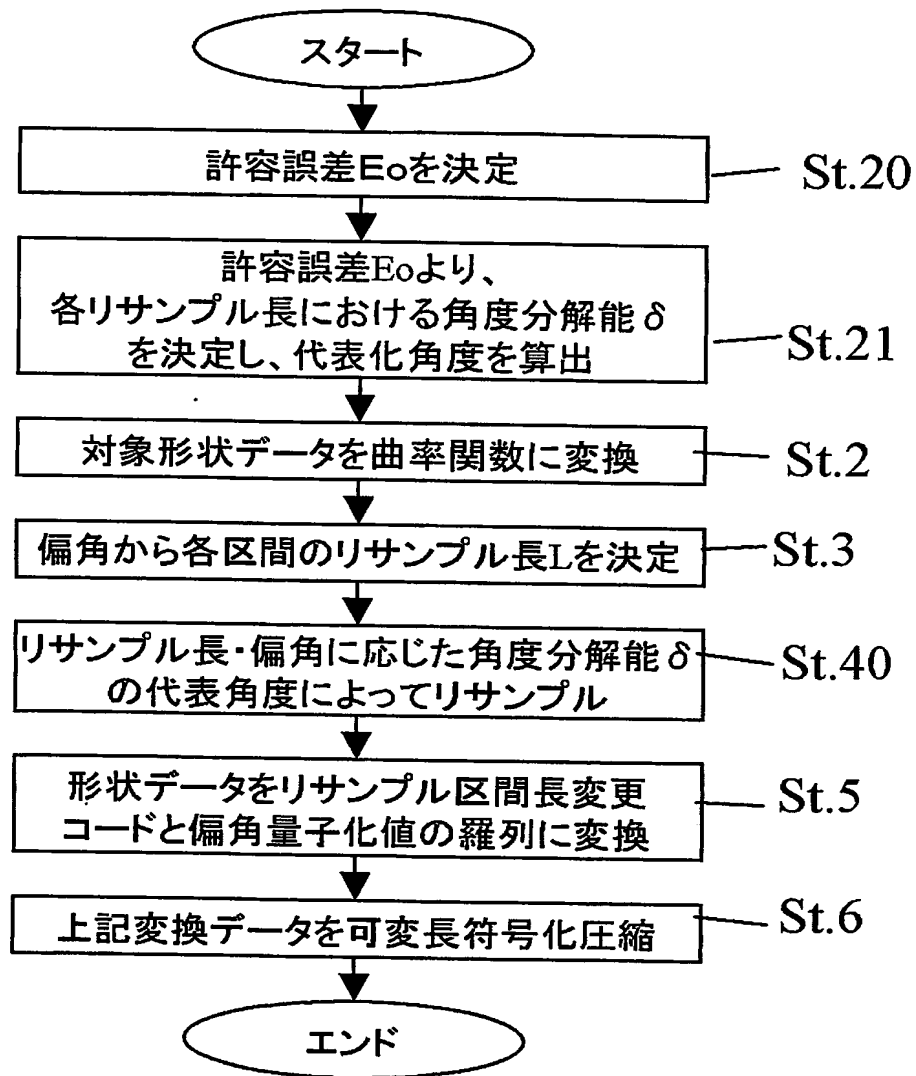 スタート
許容誤差Eoを決定
St.20
許容誤差Eoより、
各リサンプル長における角度分解能δ
を決定し、代表化角度を算出
St.21
対象形状データを曲率関数に変換
St.2
偏角から各区間のリサンプル長Lを決定
St.3
リサンプル長・偏角に応じた角度分解能δ
の代表角度によってリサンプル
St.40
形状データをリサンプル区間長変更
コードと偏角量子化値の羅列に変換
St.5
上記変換データを可変長符号化圧縮
St.6
エンド